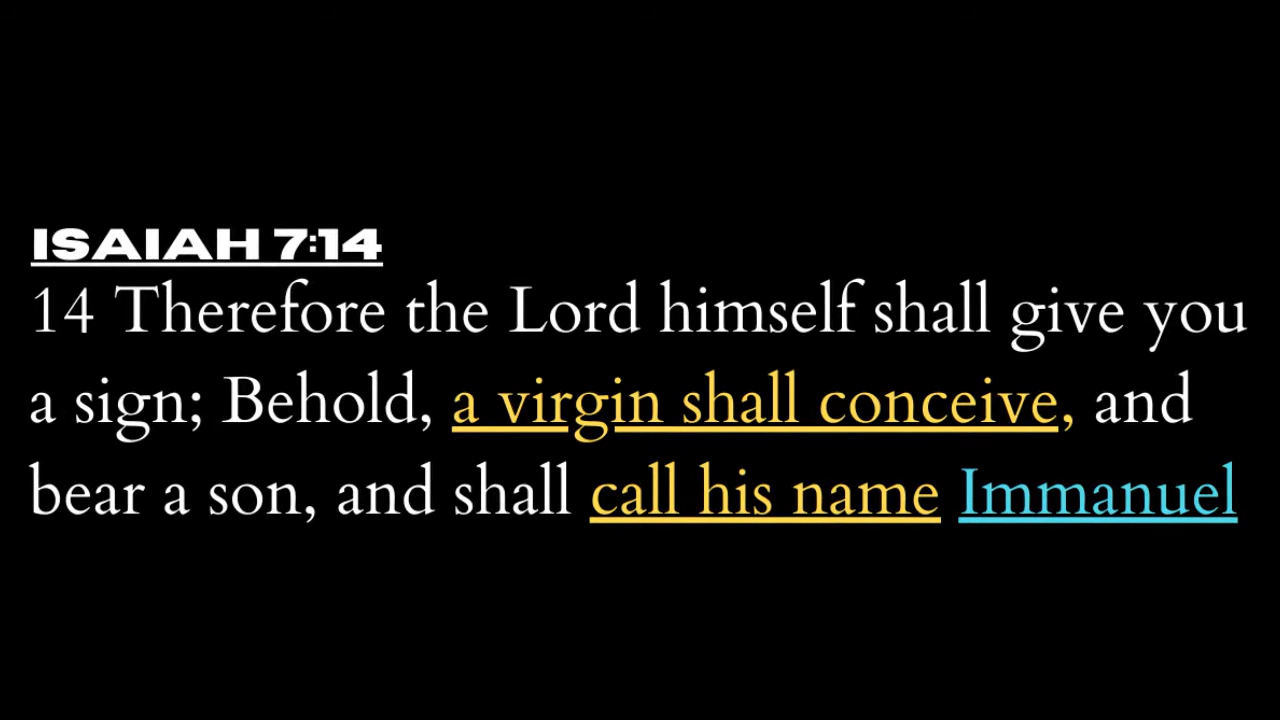 ISAIAH 7:14
14 Therefore the Lord himself shall give you
a sign; Behold, a virgin shall conceive, and
bear a son, and shall call his name Immanuel